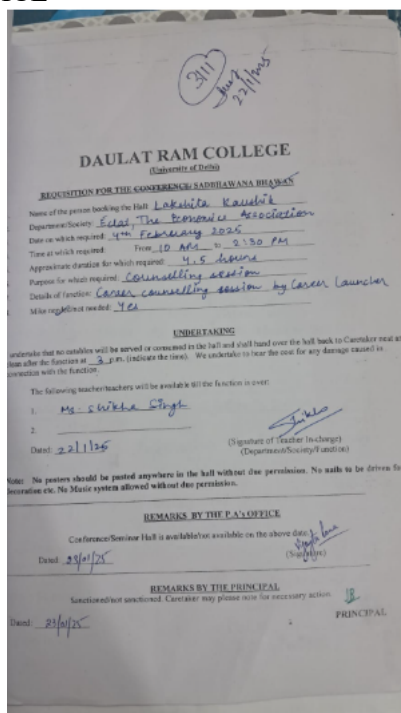 3111
22/1/2025
DAULAT RAM COLLEGE
(University of Delhi)
REQUISITION FOR THE CONFERENCE/ SADBHAWANA BHAWAN
Name of the person booking the Hall: Lakshita Kaushik
Department/Society: Eclat, The Economics Association
Date on which required: 4th February 2025
Time at which required: From 10 AM to 2:30 PM
Approximate duration for which required: 4.5 hours
Purpose for which required: Counselling session
Details of function: Career counselling session by Career Launcher
Mike required/not needed: Yes
UNDERTAKING
undertake that no eatables will be served or consumed in the hall and shall hand over the hall back to Caretaker neat and
clean after the function at 3 p.m. (indicate the time). We undertake to bear the cost for any damage caused in
connection with the function.
The following teacher/teachers will be available till the function is over:
1. Ms. Shikha Singh
2.
Dated: 22/1/25
Shikha
(Signature of Teacher In-charge)
(Department/Society/Function)
Note: No posters should be pasted anywhere in the hall without due permission. No nails to be driven for
decoration etc. No Music system allowed without due permission.
REMARKS BY THE P.A's OFFICE
Conference/Seminar Hall is available/not available on the above date.
Dated: 23/01/25
(Signature)
REMARKS BY THE PRINCIPAL
Sanctioned/not sanctioned. Caretaker may please note for necessary action.
Dated: 23/01/25
PRINCIPAL